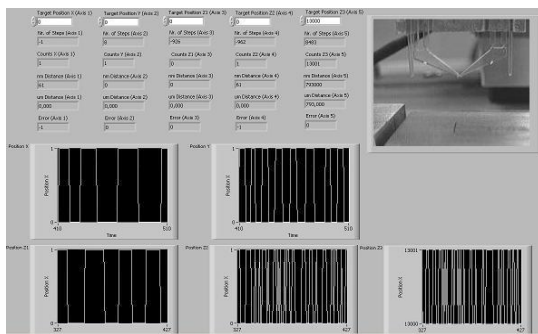 Target Position X (Axis 1) Target Position Y (Axis 2) Target Position Z1 (Axis 3) Target Position Z2 (Axis 4) Target Position Z3 (Axis 5)
0 0 0 0 13000
Nr. of Steps (Axis 1) Nr. of Steps (Axis 2) Nr. of Steps (Axis 3) Nr. of Steps (Axis 4) Nr. of Steps (Axis 5)
-1 8 -926 -962 8483
Counts X (Axis 1) Counts Y (Axis 2) Counts Z1 (Axis 3) Counts Z2 (Axis 4) Counts Z3 (Axis 5)
1 1 0 1 13001
nm Distance (Axis 1) nm Distance (Axis 2) nm Distance (Axis 3) nm Distance (Axis 4) nm Distance (Axis 5)
61 0 0 61 793000
um Distance (Axis 1) um Distance (Axis 2) um Distance (Axis 3) um Distance (Axis 4) um Distance (Axis 5)
0,000 0,000 0,000 0,000 793,000
Error (Axis 1) Error (Axis 2) Error (Axis 3) Error (Axis 4) Error (Axis 5)
-1 0 0 -1 0
Position X Position Y
1 1
Position X Position X
0 0
410 510 410 510
Time Time
Position Z1 Position Z2 Position Z3
1 1 13001
Position X Position X Position X
0 0 13000
327 427 327 427 327 427